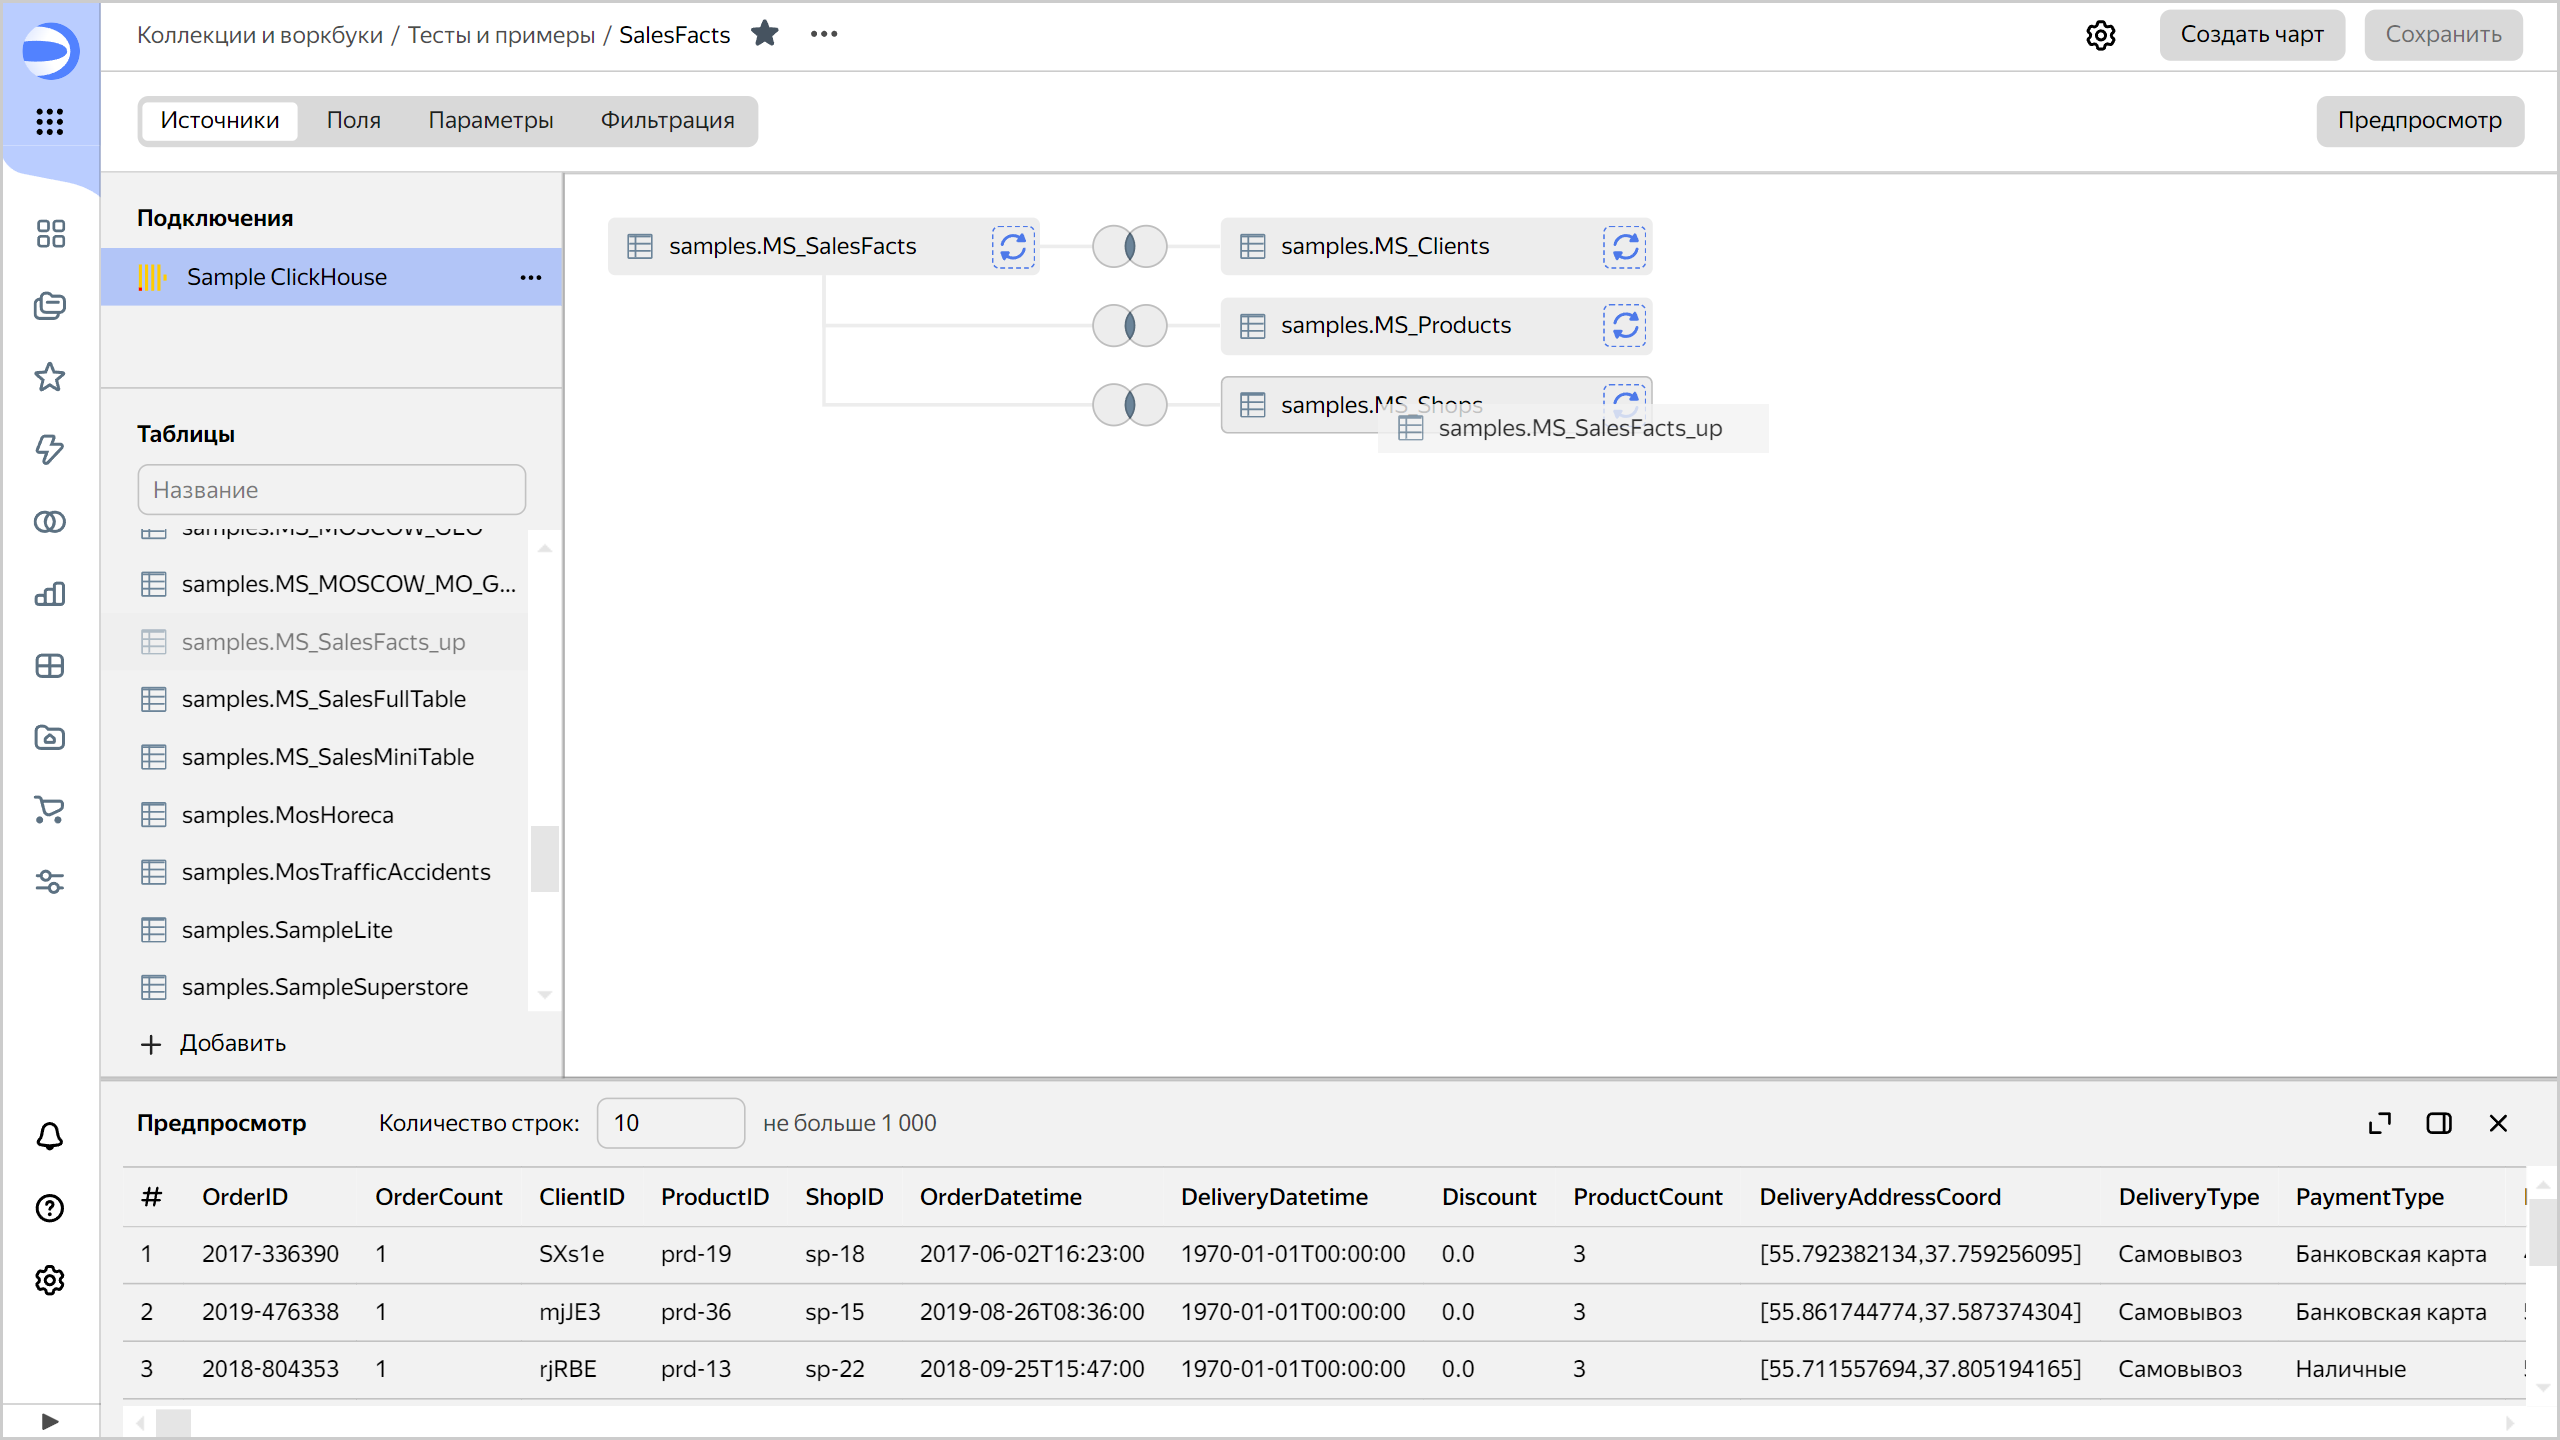 Коллекции и воркбуки / Тесты и примеры / SalesFacts
Создать чарт
Сохранить
Источники
Поля
Параметры
Фильтрация
Предпросмотр
Подключения
Sample ClickHouse
Таблицы
Название
samples.MS_MOSCOW_GEO
samples.MS_MOSCOW_MO_G...
samples.MS_SalesFacts_up
samples.MS_SalesFullTable
samples.MS_SalesMiniTable
samples.MosHoreca
samples.MosTrafficAccidents
samples.SampleLite
samples.SampleSuperstore
+ Добавить
samples.MS_SalesFacts
samples.MS_Clients
samples.MS_Products
samples.MS_Shops
samples.MS_SalesFacts_up
Предпросмотр
Количество строк: 10 не больше 1 000
# OrderID OrderCount ClientID ProductID ShopID OrderDatetime DeliveryDatetime Discount ProductCount DeliveryAddressCoord DeliveryType PaymentType
1 2017-336390 1 SXs1e prd-19 sp-18 2017-06-02T16:23:00 1970-01-01T00:00:00 0.0 3 [55.792382134,37.759256095] Самовывоз Банковская карта
2 2019-476338 1 mjJE3 prd-36 sp-15 2019-08-26T08:36:00 1970-01-01T00:00:00 0.0 3 [55.861744774,37.587374304] Самовывоз Банковская карта
3 2018-804353 1 rjRBE prd-13 sp-22 2018-09-25T15:47:00 1970-01-01T00:00:00 0.0 3 [55.711557694,37.805194165] Самовывоз Наличные